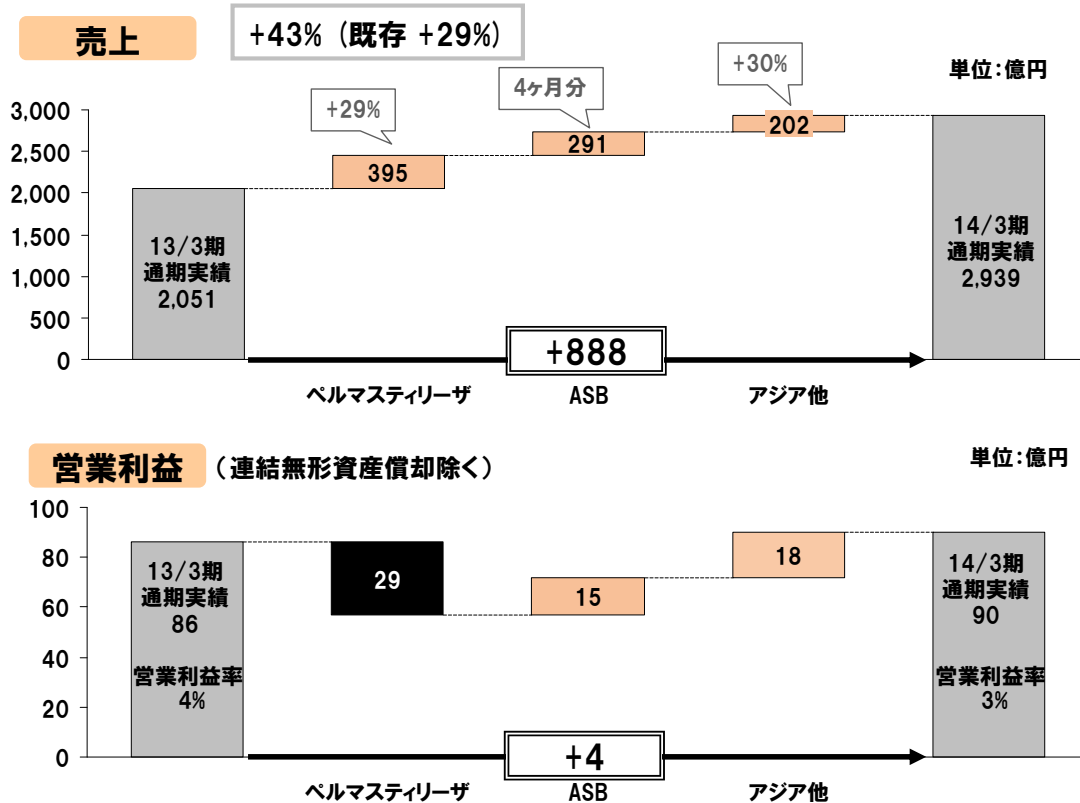 売上
+43% (既存 +29%)
単位：億円
+29%
4ヶ月分
+30%
3,000
2,500
2,000
1,500
1,000
500
0
13/3期
通期実績
2,051
395
291
202
14/3期
通期実績
2,939
+888
ペルマスティリーザ
ASB
アジア他
営業利益
（連結無形資産償却除く）
単位：億円
100
80
60
40
20
0
13/3期
通期実績
86
営業利益率
4%
29
15
18
14/3期
通期実績
90
営業利益率
3%
+4
ペルマスティリーザ
ASB
アジア他